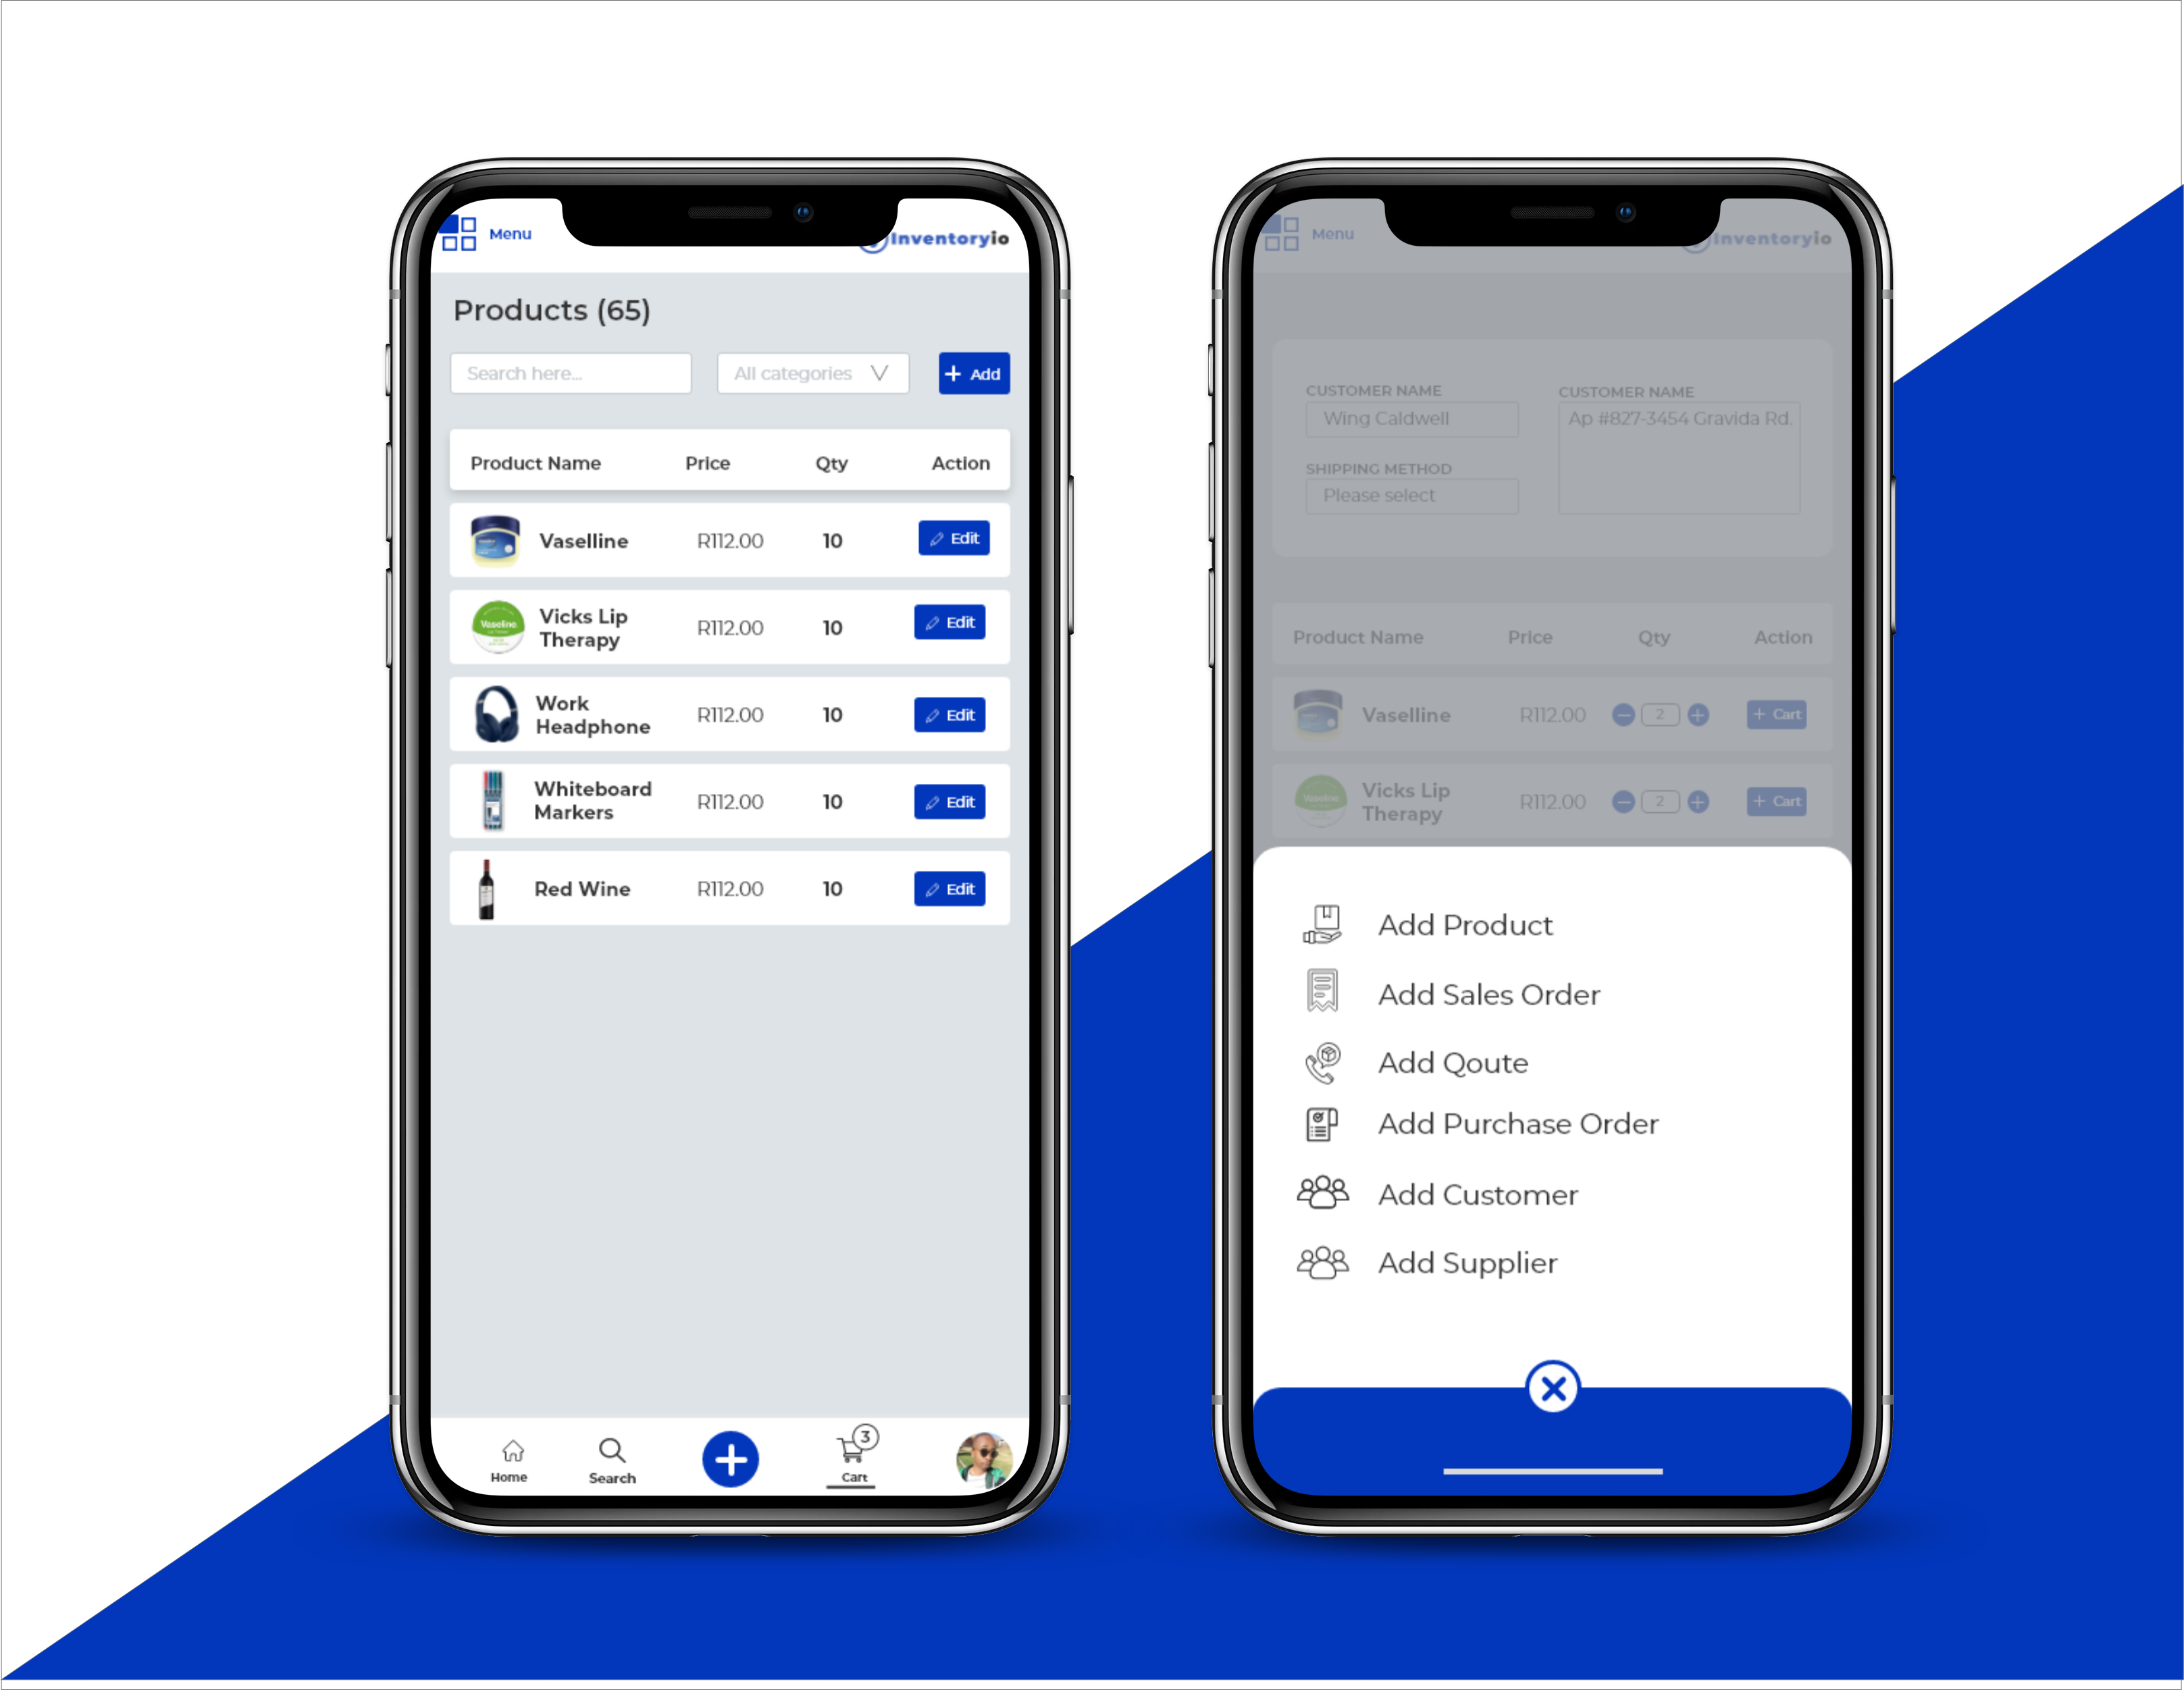 Menu
Inventoryio
Products (65)
Search here...
All categories
+ Add
Product Name Price Qty Action
Vaselline R112.00 10 Edit
Vaseline
Vicks Lip
Therapy
R112.00 10 Edit
Work
Headphone
R112.00 10 Edit
Whiteboard
Markers
R112.00 10 Edit
Red Wine R112.00 10 Edit
Home
Search
3
Cart
Menu
Inventoryio
CUSTOMER NAME
Wing Caldwell
SHIPPING METHOD
Please select
CUSTOMER NAME
Ap #827-3454 Gravida Rd.
Product Name Price Qty Action
Vaselline R112.00 2 + Cart
Vaseline
Vicks Lip
Therapy
R112.00 2 + Cart
Add Product
Add Sales Order
Add Qoute
Add Purchase Order
Add Customer
Add Supplier